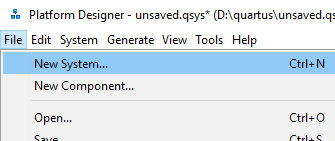 Platform Designer - unsaved.qsys* (D:\quartus\unsaved.qs
File Edit System Generate View Tools Help
New System... Ctrl+N
New Component...
Open... Ctrl+O
Save Ctrl+S